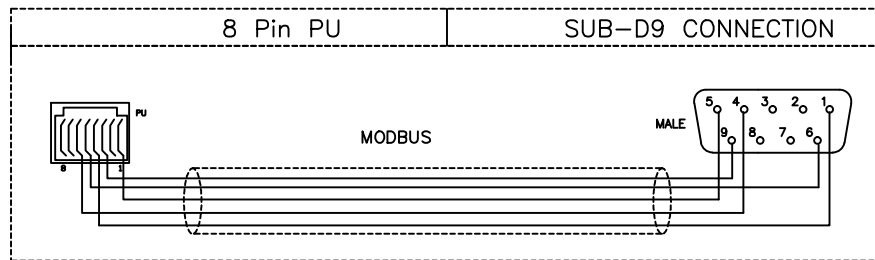 8 Pin PU
SUB-D9 CONNECTION
PU
8
1
MODBUS
MALE
5 4 3 2 1
9 8 7 6